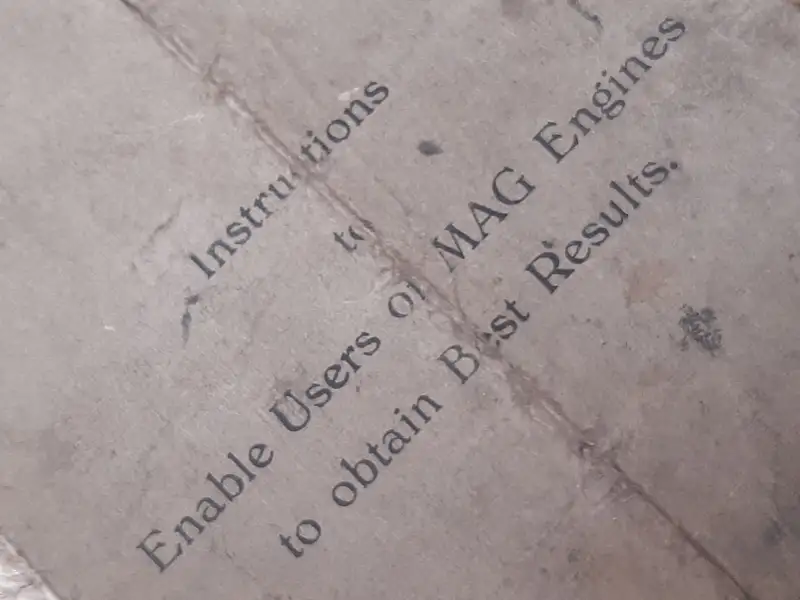 Instructions
to
Enable Users of MAG Engines
to obtain Best Results.